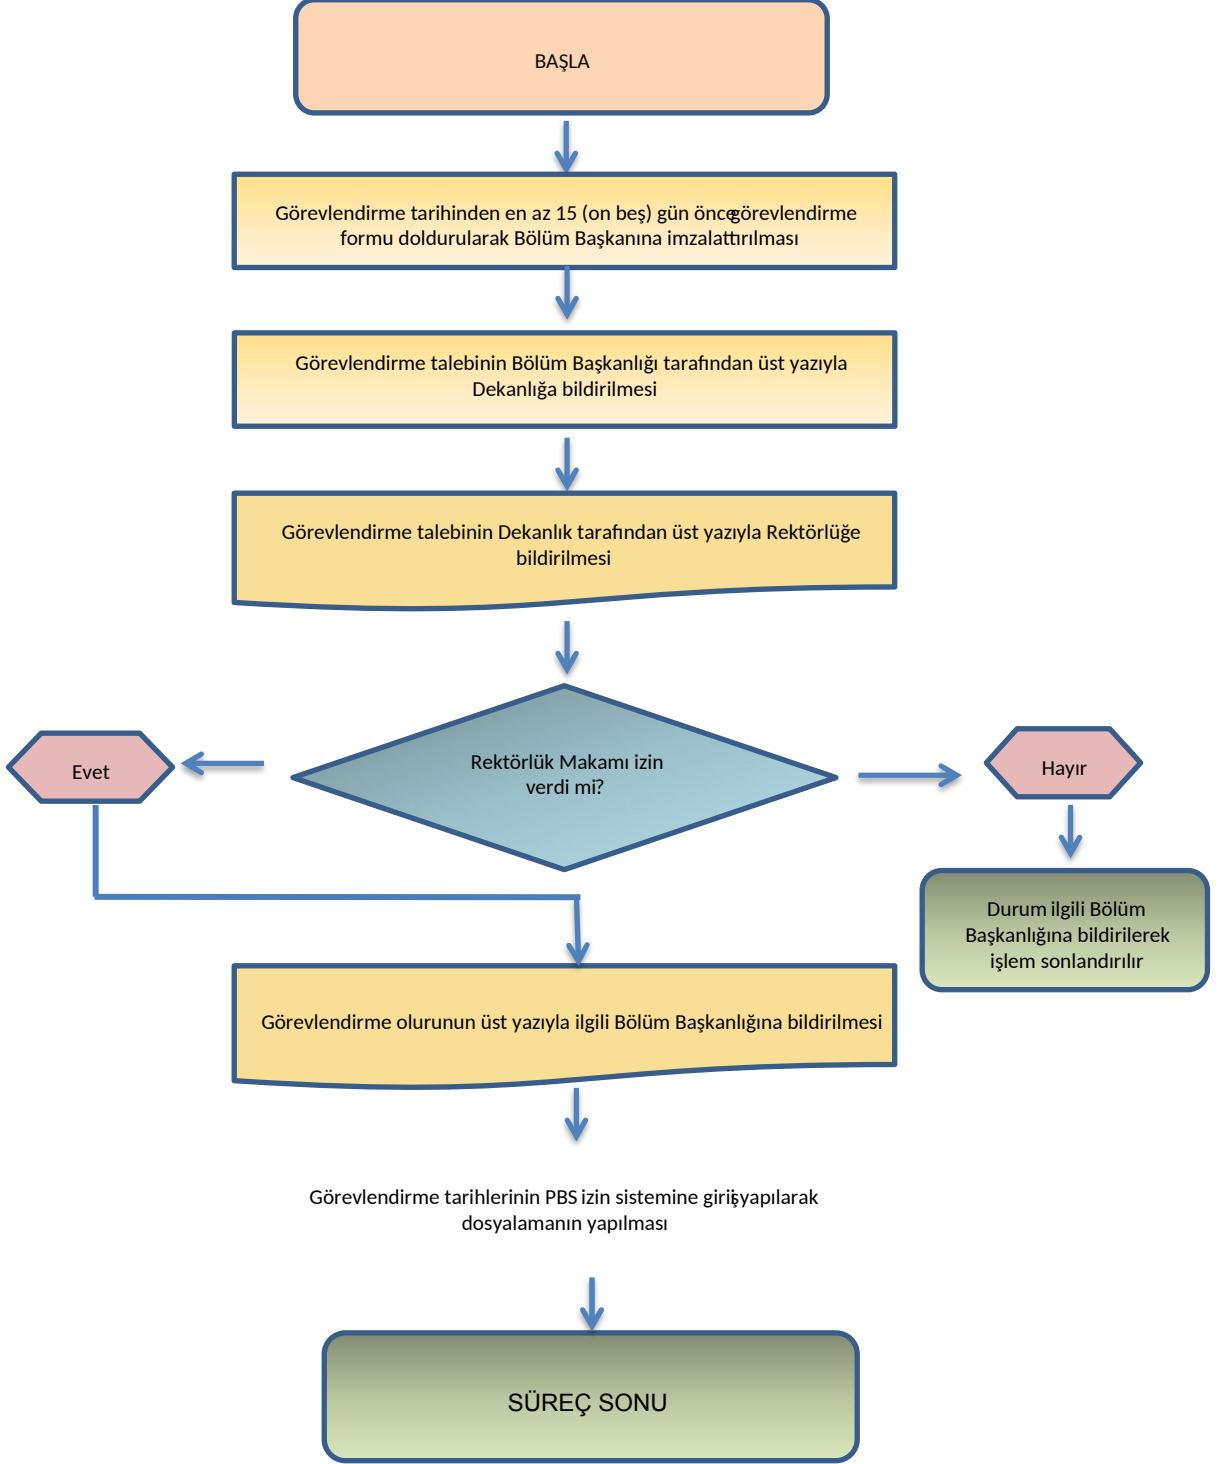 BAŞLA
Görevlendirme tarihinden en az 15 (on beş) gün önce görevlendirme
formu doldurularak Bölüm Başkanına imzalattırılması
Görevlendirme talebinin Bölüm Başkanlığı tarafından üst yazıyla
Dekanlığa bildirilmesi
Görevlendirme talebinin Dekanlık tarafından üst yazıyla Rektörlüğe
bildirilmesi
Rektörlük Makamı izin
verdi mi?
Evet
Hayır
Durum ilgili Bölüm
Başkanlığına bildirilerek
işlem sonlandırılır
Görevlendirme olurunun üst yazıyla ilgili Bölüm Başkanlığına bildirilmesi
Görevlendirme tarihlerinin PBS izin sistemine giriş yapılarak
dosyalamanın yapılması
SÜREÇ SONU